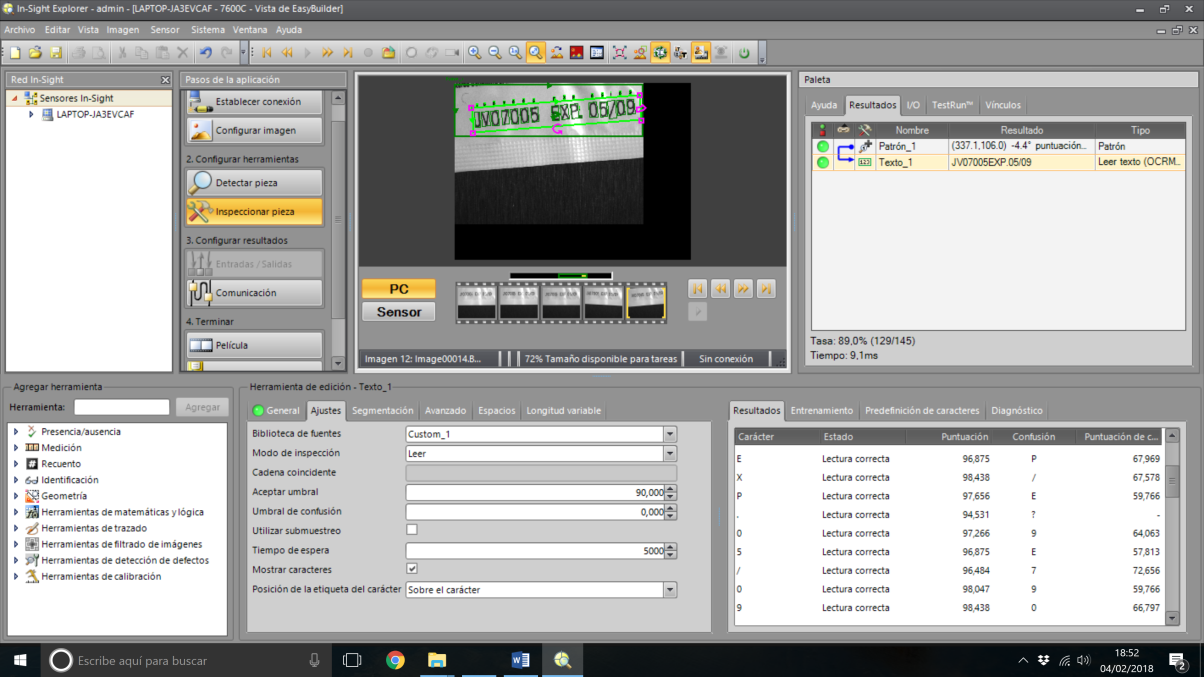 In-Sight Explorer - admin - [LAPTOP-JA3EVCAF - 7600C - Vista de EasyBuilder]
Archivo Editar Vista Imagen Sensor Sistema Ventana Ayuda
Red In-Sight
Sensores In-Sight
LAPTOP-JA3EVCAF
Pasos de la aplicación
Establecer conexión
Configurar imagen
2. Configurar herramientas
Detectar pieza
Inspeccionar pieza
3. Configurar resultados
Entradas / Salidas
Comunicación
4. Terminar
Película
JV07005 EXP. 05/09
PC
Sensor
Imagen 12: Image00014.B... 72% Tamaño disponible para tareas Sin conexión
Paleta
Ayuda Resultados I/O TestRun™ Vínculos
Nombre Resultado Tipo
Patrón_1 (337.1,106.0) -4.4° puntuación... Patrón
Texto_1 JV07005EXP.05/09 Leer texto (OCRM...
Tasa: 89,0% (129/145)
Tiempo: 9,1ms
Agregar herramienta
Herramienta: Agregar
Presencia/ausencia
Medición
Recuento
Identificación
Geometría
Herramientas de matemáticas y lógica
Herramientas de trazado
Herramientas de filtrado de imágenes
Herramientas de detección de defectos
Herramientas de calibración
Herramienta de edición - Texto_1
General Ajustes Segmentación Avanzado Espacios Longitud variable
Biblioteca de fuentes Custom_1
Modo de inspección Leer
Cadena coincidente
Aceptar umbral 90,000
Umbral de confusión 0,000
Utilizar submuestreo
Tiempo de espera 5000
Mostrar caracteres
Posición de la etiqueta del carácter Sobre el carácter
Resultados Entrenamiento Predefinición de caracteres Diagnóstico
Carácter Estado Puntuación Confusión Puntuación de c...
E Lectura correcta 96,875 P 67,969
X Lectura correcta 98,438 / 67,578
P Lectura correcta 97,656 E 59,766
. Lectura correcta 94,531 ? -
0 Lectura correcta 97,266 9 64,063
5 Lectura correcta 96,875 E 57,813
/ Lectura correcta 96,484 7 72,656
0 Lectura correcta 98,047 9 59,766
9 Lectura correcta 98,438 0 66,797
Escribe aquí para buscar
18:52
04/02/2018
2